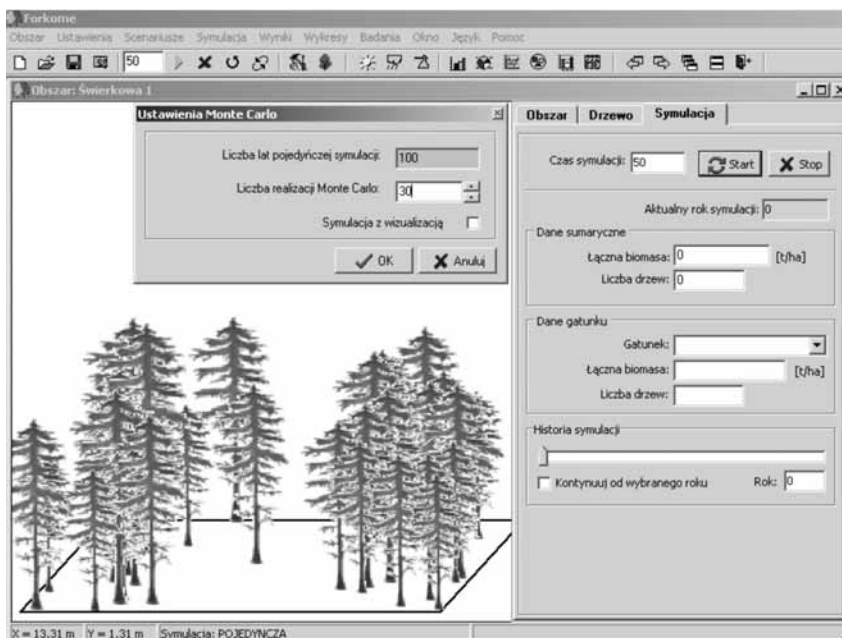 Forkome
Obszar Ustawienia Scenariusze Symulacja Wyniki Wykresy Badania Okno Język Pomoc
50
Obszar: Świerkowa 1
Ustawienia Monte Carlo
Liczba lat pojedyńczej symulacji: 100
Liczba realizacji Monte Carlo: 30
Symulacja z wizualizacją
OK Anuluj
Obszar Drzewo Symulacja
Czas symulacji: 50 Start Stop
Aktualny rok symulacji: 0
Dane sumaryczne
Łączna biomasa: 0 [t/ha]
Liczba drzew: 0
Dane gatunku
Gatunek:
Łączna biomasa: [t/ha]
Liczba drzew:
Historia symulacji
Kontynuuj od wybranego roku Rok: 0
X = 13.31 m Y = 1.31 m Symulacja: POJEDYNCZA